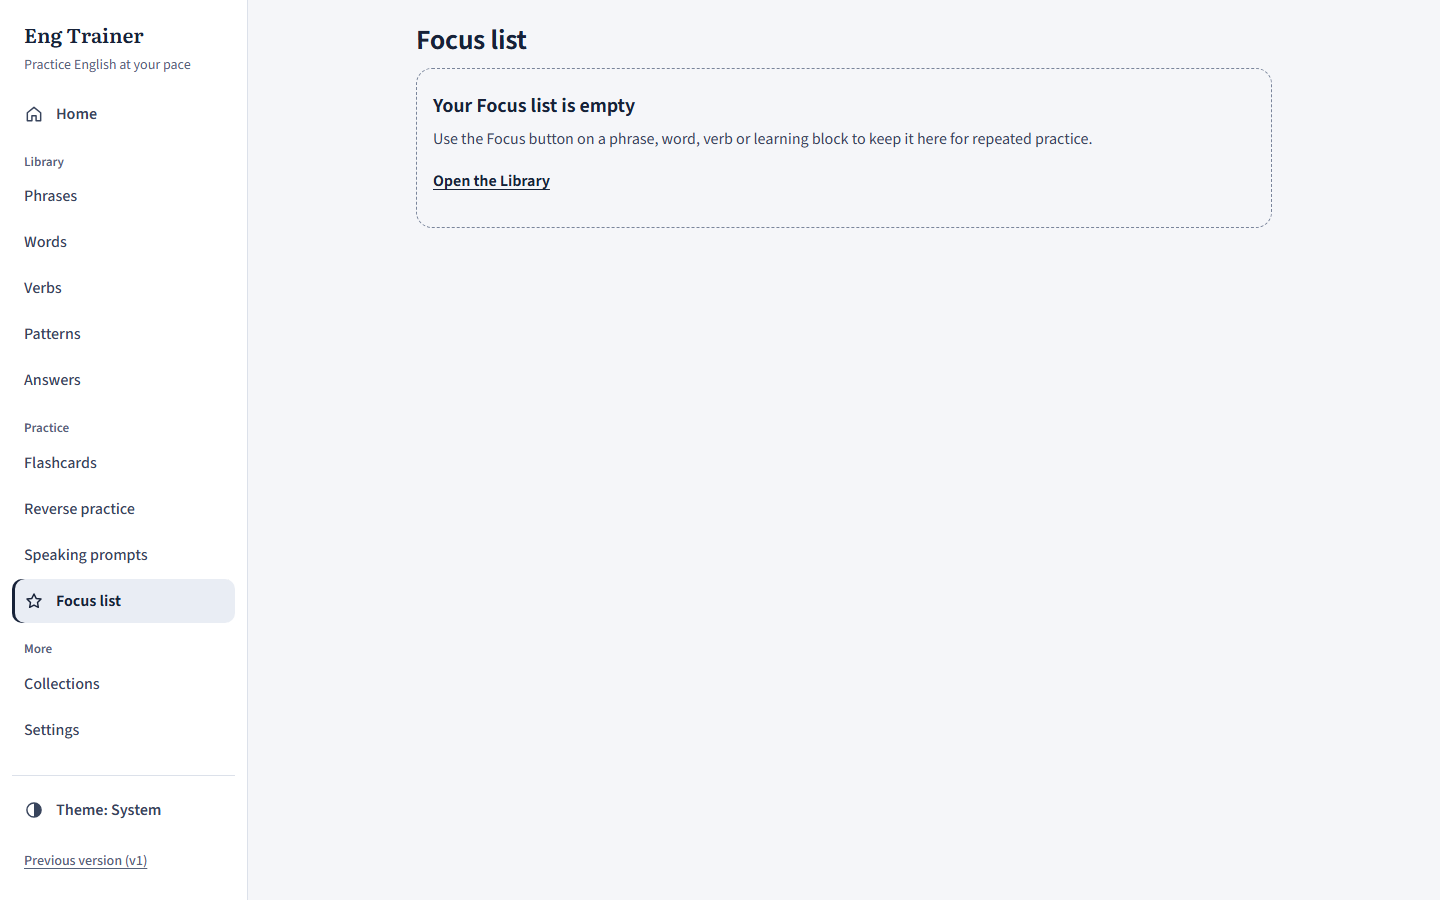 Eng Trainer
Practice English at your pace
Home
Library
Phrases
Words
Verbs
Patterns
Answers
Practice
Flashcards
Reverse practice
Speaking prompts
Focus list
More
Collections
Settings
Theme: System
Previous version (v1)
Focus list
Your Focus list is empty
Use the Focus button on a phrase, word, verb or learning block to keep it here for repeated practice.
Open the Library